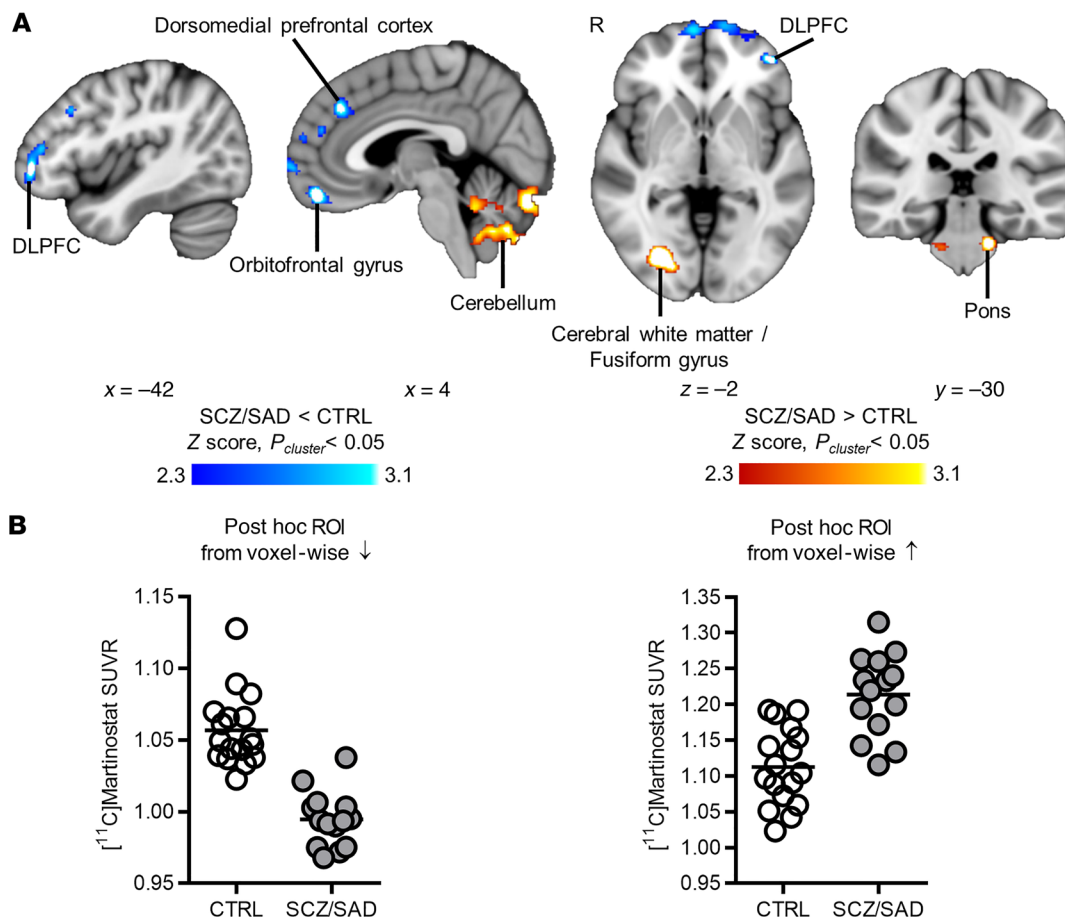 A
Dorsomedial prefrontal cortex
R
DLPFC
DLPFC
Orbitofrontal gyrus
Cerebellum
Cerebral white matter /
Fusiform gyrus
Pons
x = –42
x = 4
z = –2
y = –30
SCZ/SAD < CTRL
Z score, Pcluster< 0.05
2.3
3.1
SCZ/SAD > CTRL
Z score, Pcluster< 0.05
2.3
3.1
B
Post hoc ROI
from voxel-wise ↓
[¹¹C]Martinostat SUVR
1.15
1.10
1.05
1.00
0.95
CTRL
SCZ/SAD
Post hoc ROI
from voxel-wise ↑
[¹¹C]Martinostat SUVR
1.35
1.30
1.25
1.20
1.15
1.10
1.05
1.00
0.95
CTRL
SCZ/SAD